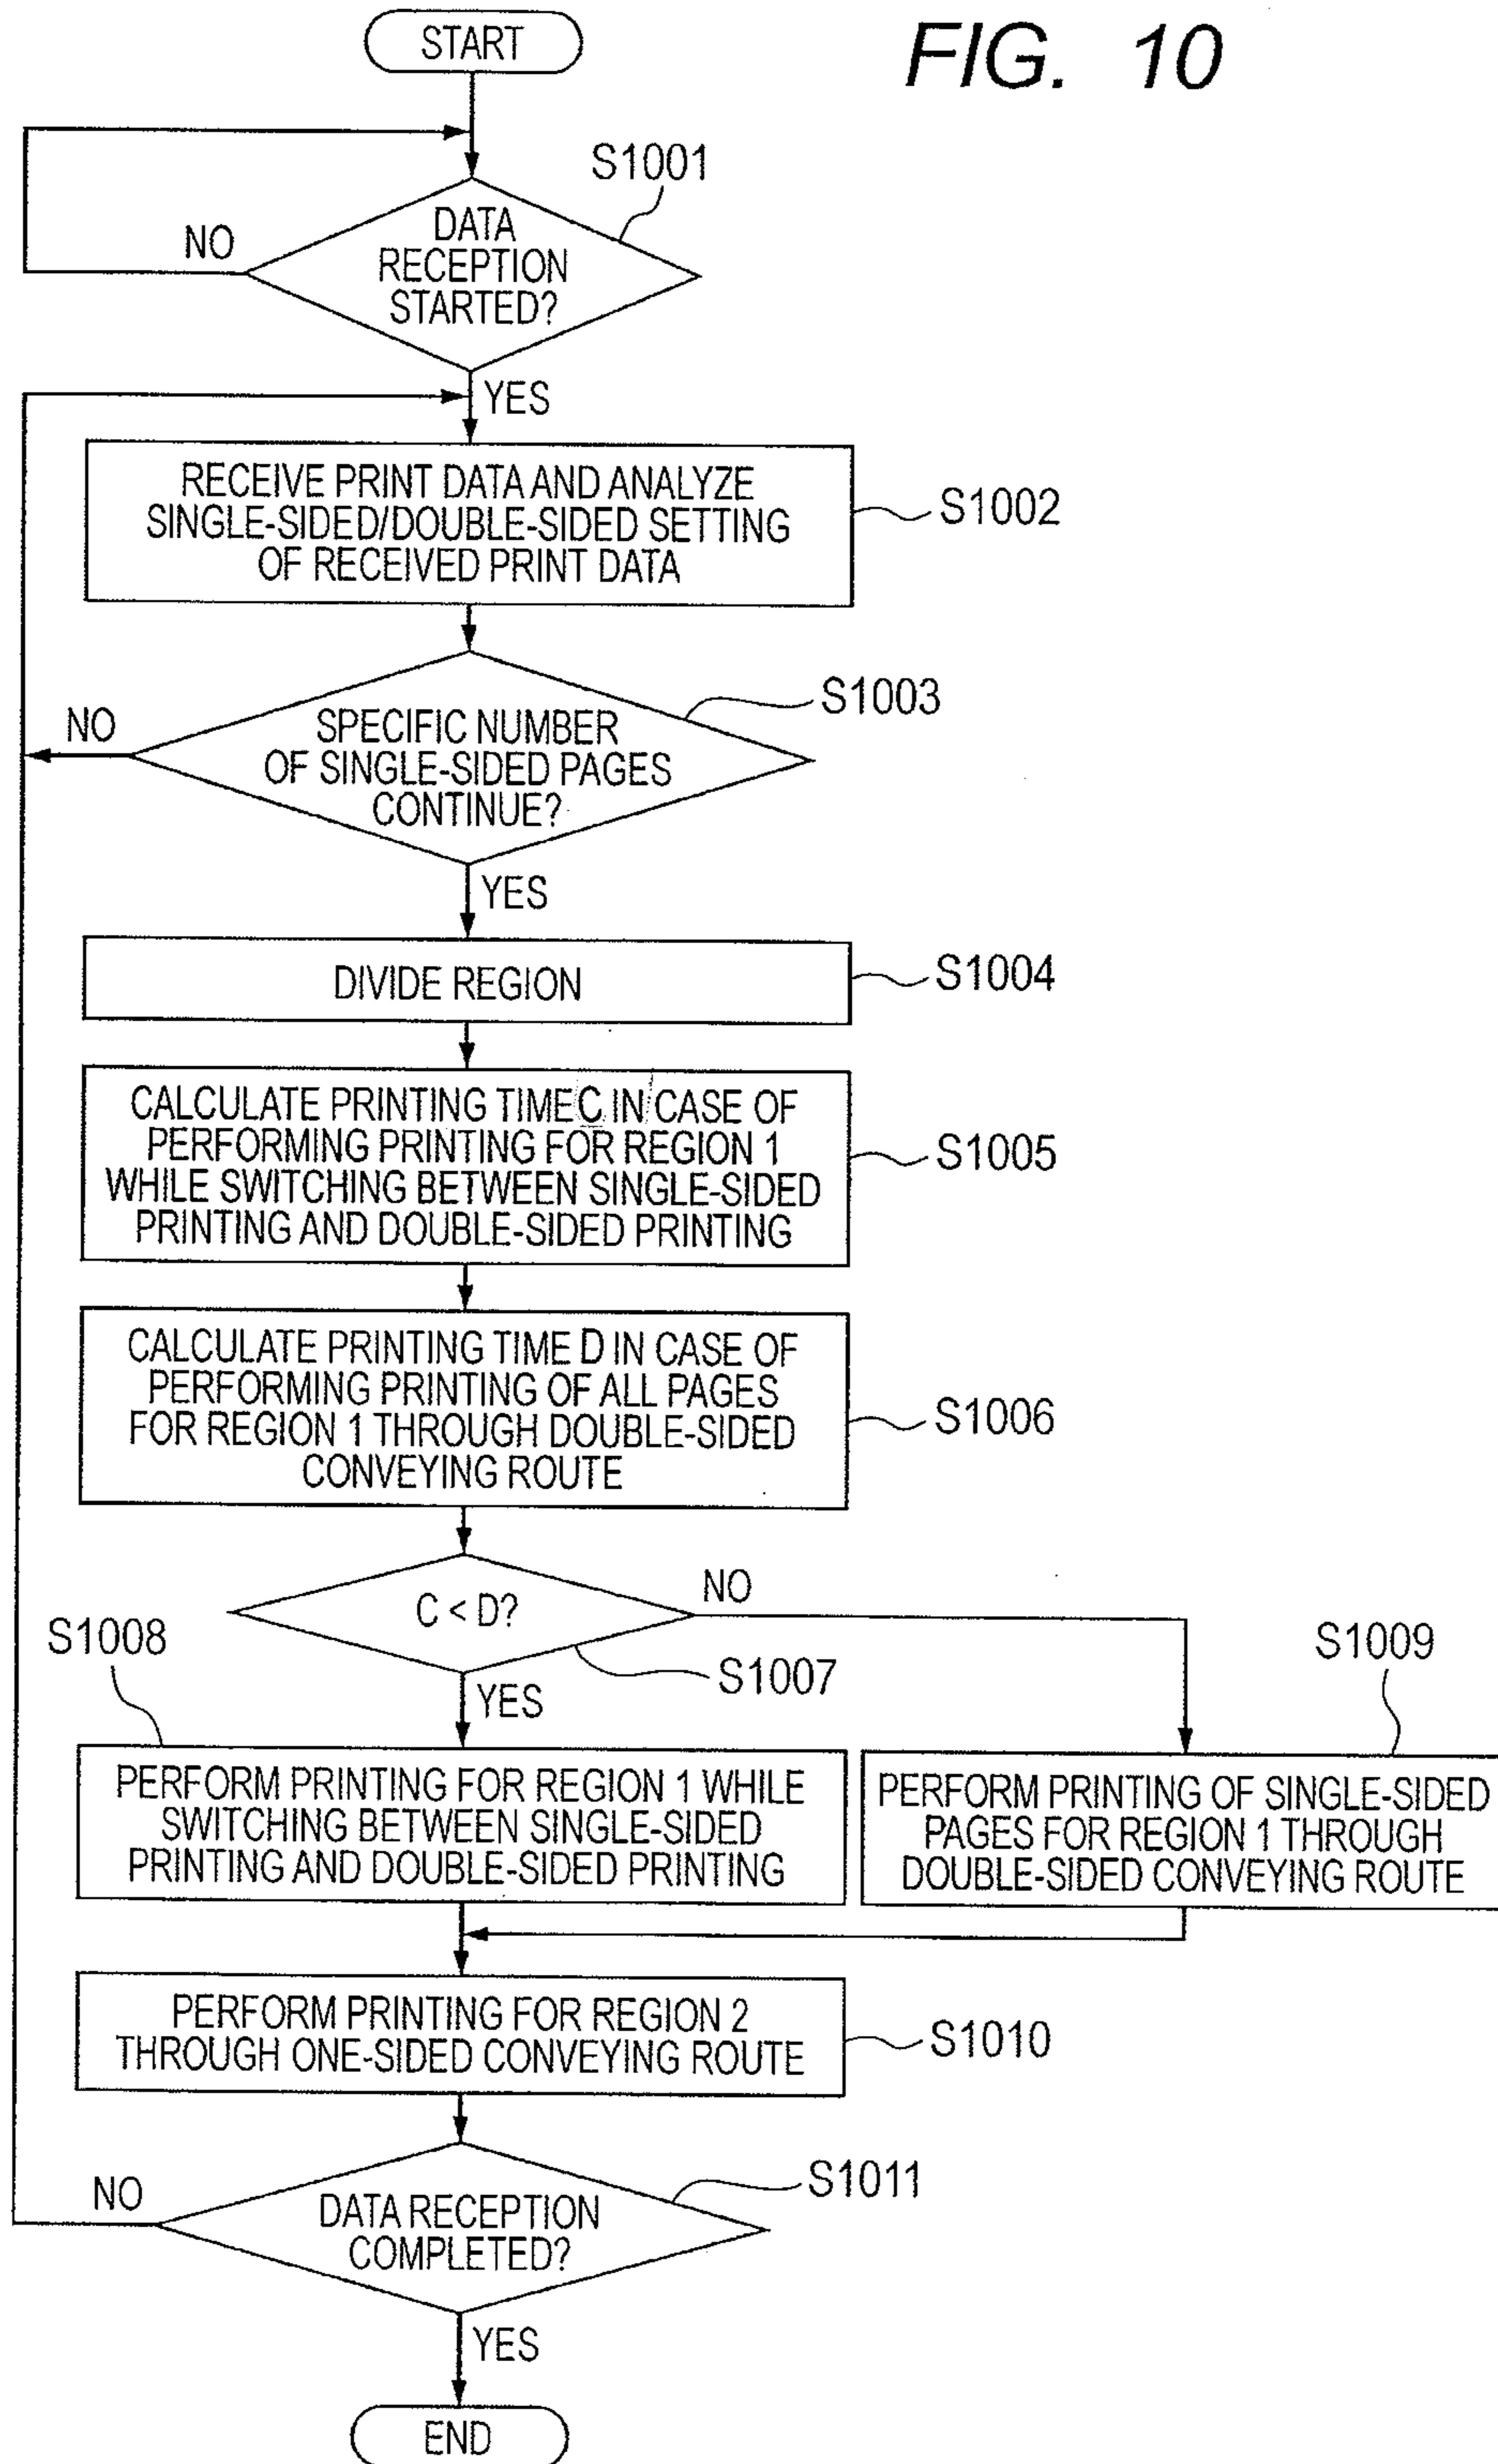 FIG. 10
START
S1001
DATA
RECEPTION
STARTED?
NO
YES
RECEIVE PRINT DATA AND ANALYZE
SINGLE-SIDED/DOUBLE-SIDED SETTING
OF RECEIVED PRINT DATA
S1002
S1003
NO
SPECIFIC NUMBER
OF SINGLE-SIDED PAGES
CONTINUE?
YES
DIVIDE REGION
S1004
CALCULATE PRINTING TIME C IN CASE OF
PERFORMING PRINTING FOR REGION 1
WHILE SWITCHING BETWEEN SINGLE-SIDED
PRINTING AND DOUBLE-SIDED PRINTING
S1005
CALCULATE PRINTING TIME D IN CASE OF
PERFORMING PRINTING OF ALL PAGES
FOR REGION 1 THROUGH DOUBLE-SIDED
CONVEYING ROUTE
S1006
C < D?
NO
S1007
YES
S1008
PERFORM PRINTING FOR REGION 1 WHILE
SWITCHING BETWEEN SINGLE-SIDED
PRINTING AND DOUBLE-SIDED PRINTING
S1009
PERFORM PRINTING OF SINGLE-SIDED
PAGES FOR REGION 1 THROUGH
DOUBLE-SIDED CONVEYING ROUTE
PERFORM PRINTING FOR REGION 2
THROUGH ONE-SIDED CONVEYING ROUTE
S1010
S1011
NO
DATA RECEPTION
COMPLETED?
YES
END